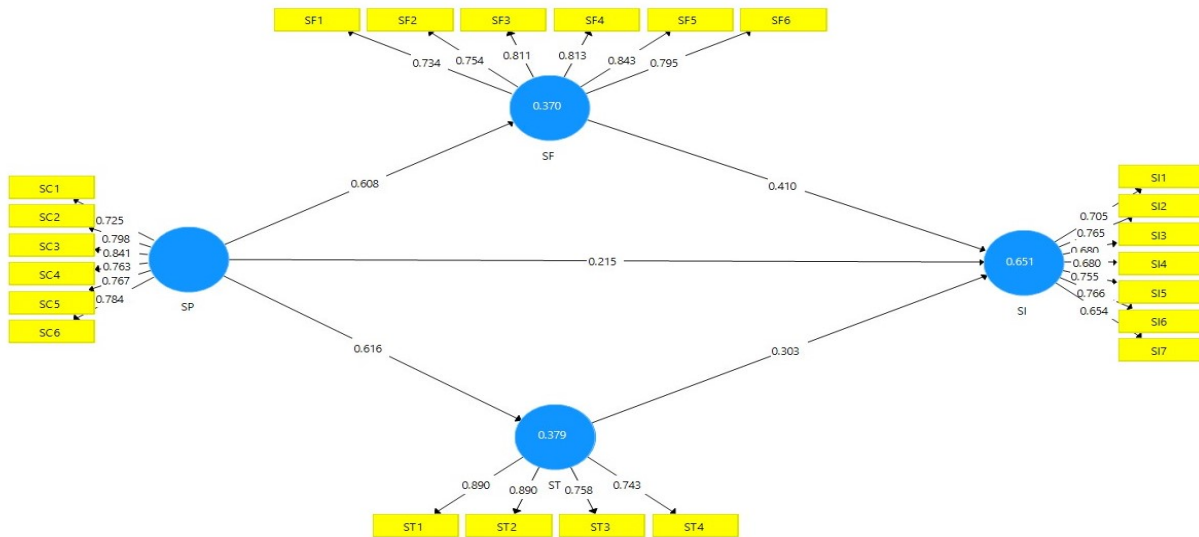 SF1 SF2 SF3 SF4 SF5 SF6
0.734 0.754 0.811 0.813 0.843 0.795
0.370
SF
0.608
0.410
SC1
SC2
SC3
SC4
SC5
SC6
0.725
0.798
0.841
0.763
0.767
0.784
SP
0.215
0.651
SI
0.705
0.765
0.680
0.680
0.755
0.766
0.654
SI1
SI2
SI3
SI4
SI5
SI6
SI7
0.616
0.303
0.379
ST
0.890 0.890 0.758 0.743
ST1 ST2 ST3 ST4